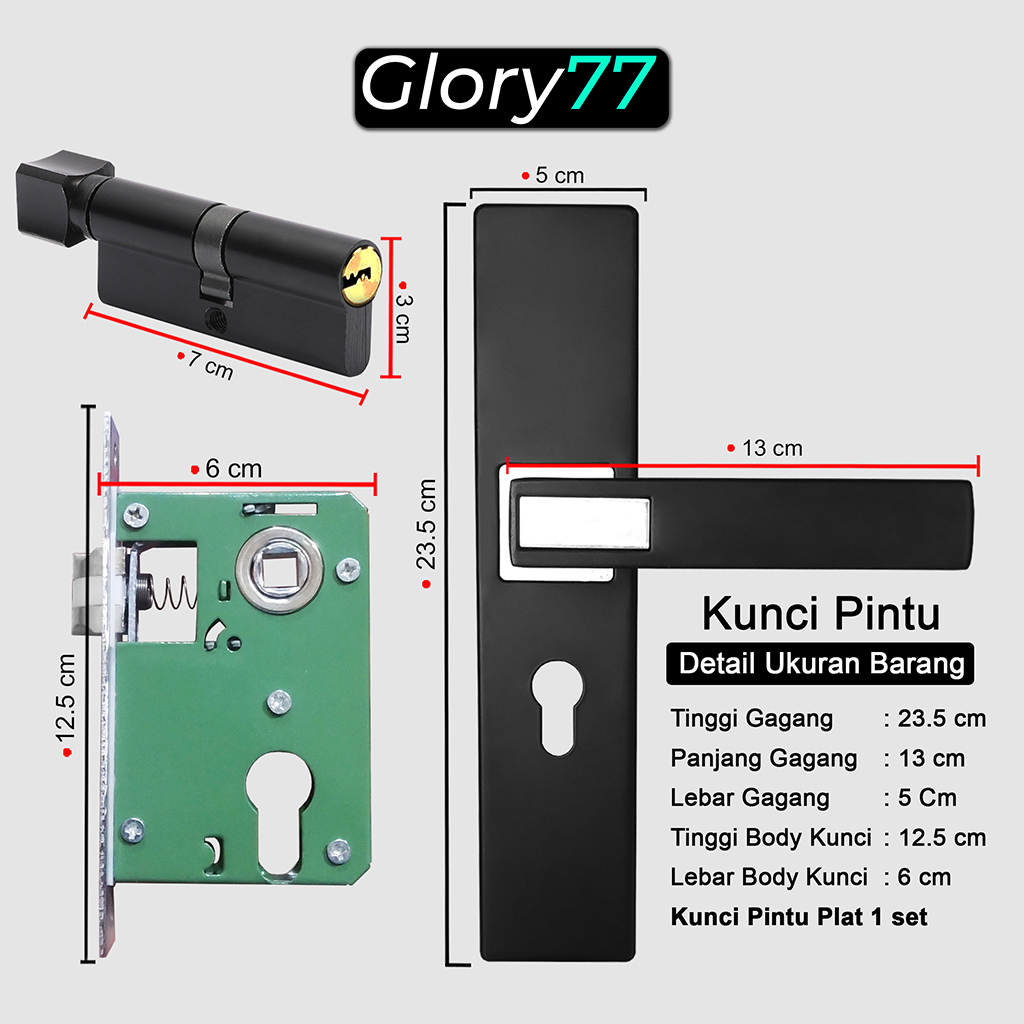 Glory77
• 5 cm
• 3 cm
• 7 cm
• 13 cm
• 6 cm
• 23.5 cm
• 12.5 cm
Kunci Pintu
Detail Ukuran Barang
Tinggi Gagang : 23.5 cm
Panjang Gagang : 13 cm
Lebar Gagang : 5 Cm
Tinggi Body Kunci : 12.5 cm
Lebar Body Kunci : 6 cm
Kunci Pintu Plat 1 set